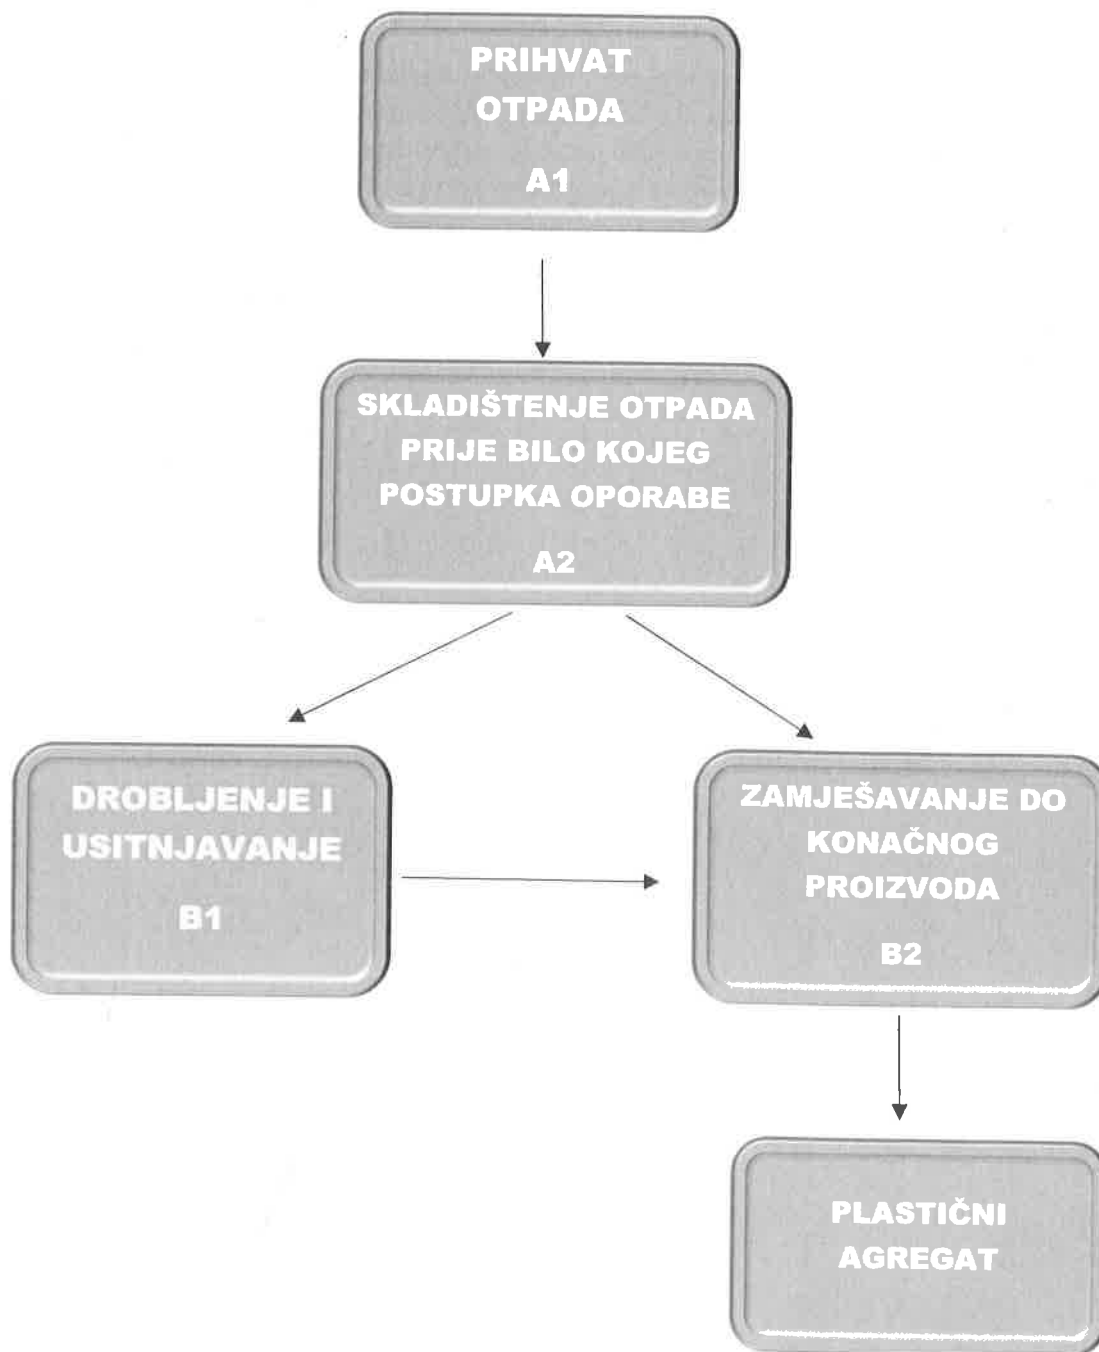 PRIHVAT
OTPADA
A1
SKLADIŠTENJE OTPADA
PRIJE BILO KOJEG
POSTUPKA OPORABE
A2
DROBLJENJE I
USITNJAVANJE
B1
ZAMJEŠAVANJE DO
KONAČNOG
PROIZVODA
B2
PLASTIČNI
AGREGAT